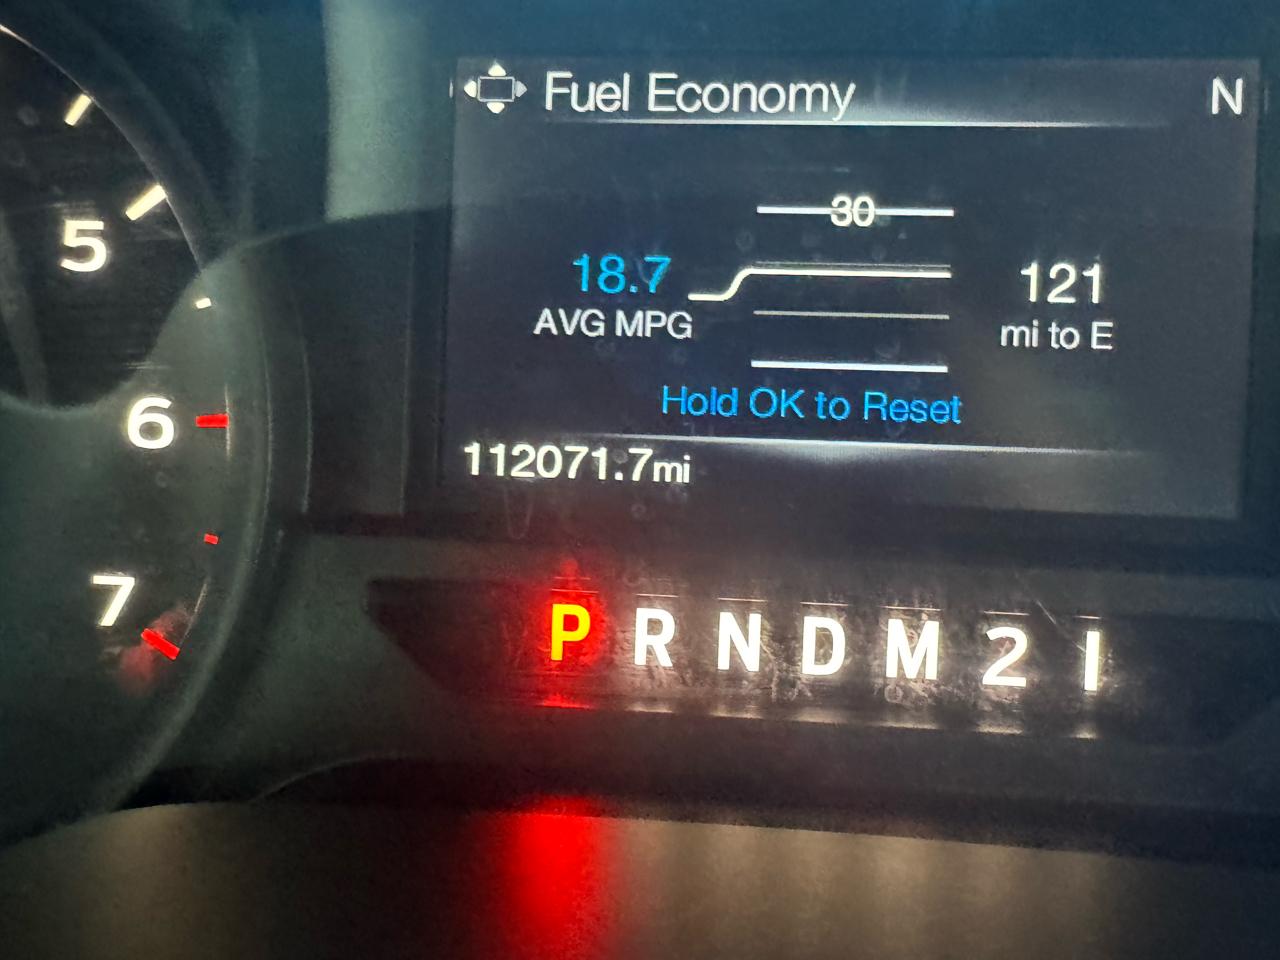 Fuel Economy N
30
18.7
AVG MPG
121
mi to E
Hold OK to Reset
112071.7mi
5
6
7
P R N D M 2 1